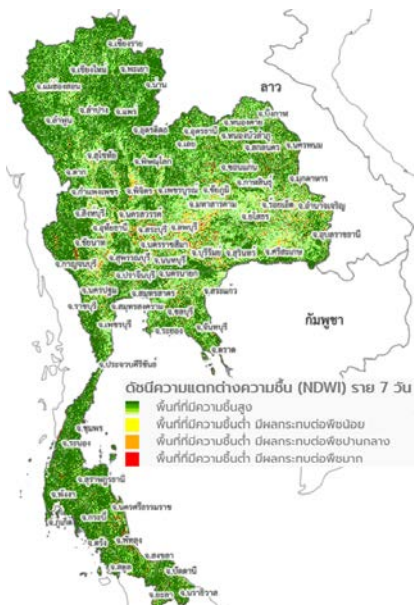 จ.เชียงราย
จ.เชียงใหม่
จ.พะเยา
จ.แม่ฮ่องสอน
จ.น่าน
จ.ลำปาง
จ.แพร่
จ.ลำพูน
จ.อุตรดิตถ์
ลาว
จ.บึงกาฬ
จ.หนองคาย
จ.อุดรธานี
จ.หนองบัวลำภู
จ.เลย
จ.สกลนคร
จ.นครพนม
จ.สุโขทัย
จ.พิษณุโลก
จ.ตาก
จ.ขอนแก่น
จ.กาฬสินธุ์
จ.มุกดาหาร
จ.กำแพงเพชร
จ.พิจิตร
จ.เพชรบูรณ์
จ.ชัยภูมิ
จ.มหาสารคาม
จ.ร้อยเอ็ด
จ.อำนาจเจริญ
จ.ยโสธร
จ.สิงห์บุรี
จ.นครสวรรค์
จ.อุทัยธานี
จ.สระบุรี
จ.ลพบุรี
จ.อุบลราชธานี
จ.ชัยนาท
จ.นครราชสีมา
จ.สุพรรณบุรี
จ.นนทบุรี
จ.บุรีรัมย์
จ.สุรินทร์
จ.ศรีสะเกษ
จ.กาญจนบุรี
จ.ปราจีนบุรี
จ.นครนายก
จ.นครปฐม
จ.สมุทรสาคร
จ.สระแก้ว
จ.ราชบุรี
จ.สมุทรสงคราม
จ.ชลบุรี
จ.เพชรบุรี
จ.ระยอง
จ.จันทบุรี
กัมพูชา
จ.ตราด
จ.ประจวบคีรีขันธ์
ดัชนีความแตกต่างความชื้น (NDWI) ราย 7 วัน
พื้นที่ที่มีความชื้นสูง
พื้นที่ที่มีความชื้นต่ำ มีผลกระทบต่อพืชน้อย
พื้นที่ที่มีความชื้นต่ำ มีผลกระทบต่อพืชปานกลาง
พื้นที่ที่มีความชื้นต่ำ มีผลกระทบต่อพืชมาก
จ.ชุมพร
จ.ระนอง
จ.สุราษฎร์ธานี
จ.พังงา
จ.นครศรีธรรมราช
จ.กระบี่
จ.ภูเก็ต
จ.ตรัง
จ.พัทลุง
จ.สงขลา
จ.สตูล
จ.ปัตตานี
จ.ยะลา
จ.นราธิวาส